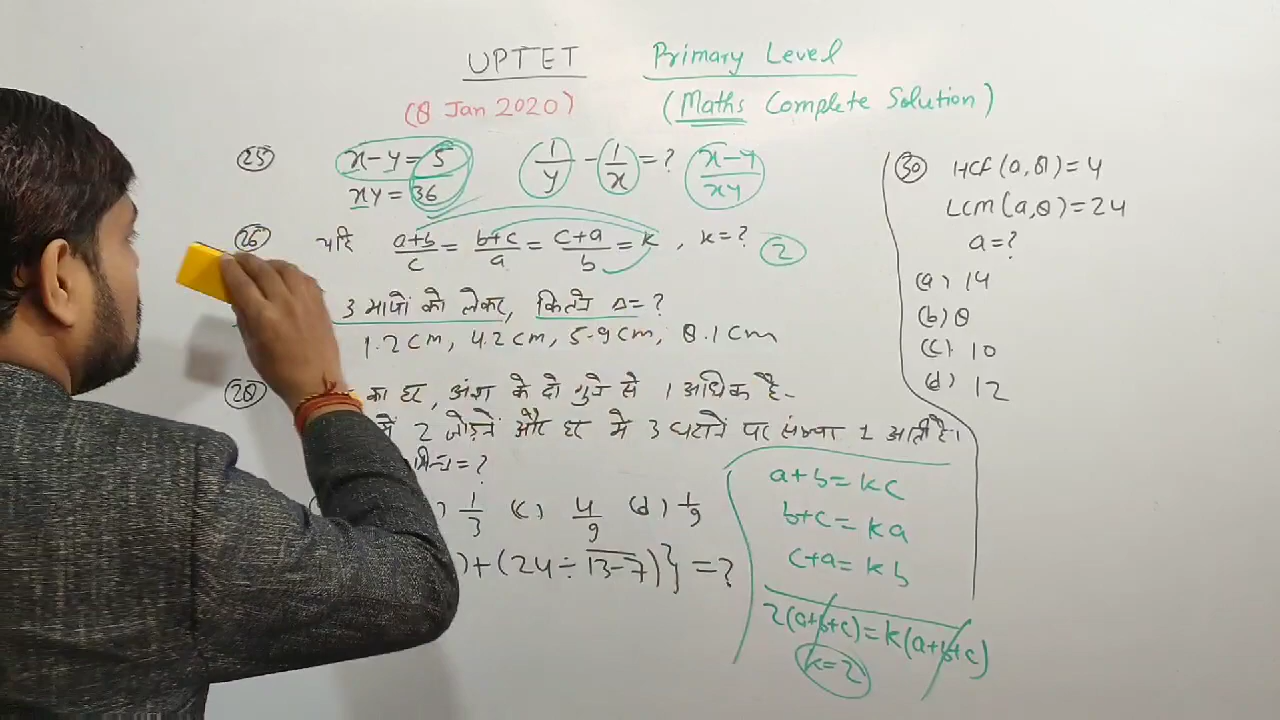 UPTET Primary Level
(8 Jan 2020) (Maths Complete Solution)
25 x-y=5 1/y - 1/x = ? x-y/xy
xy=36
26 यदि a+b/c = b+c/a = c+a/b = k , k=? 2
3 मापों को लेकर, कितने Δ=?
1.2 cm, 4.2 cm, 5.9 cm, 8.1 cm
28 का हर, अंश के दो गुने से 1 अधिक है-
में 2 जोड़ने और हर में 3 घटाने पर संख्या 1 आती है।
=?
) 1/3 (c) 4/9 (d) 1/9
)+(24÷13-7)} =?
a+b=kc
b+c=ka
c+a=kb
2(a+b+c)=k(a+b+c)
k=2
30 HCF(a,8)=4
LCM(a,8)=24
a=?
(a) 14
(b) 8
(c) 10
(d) 12